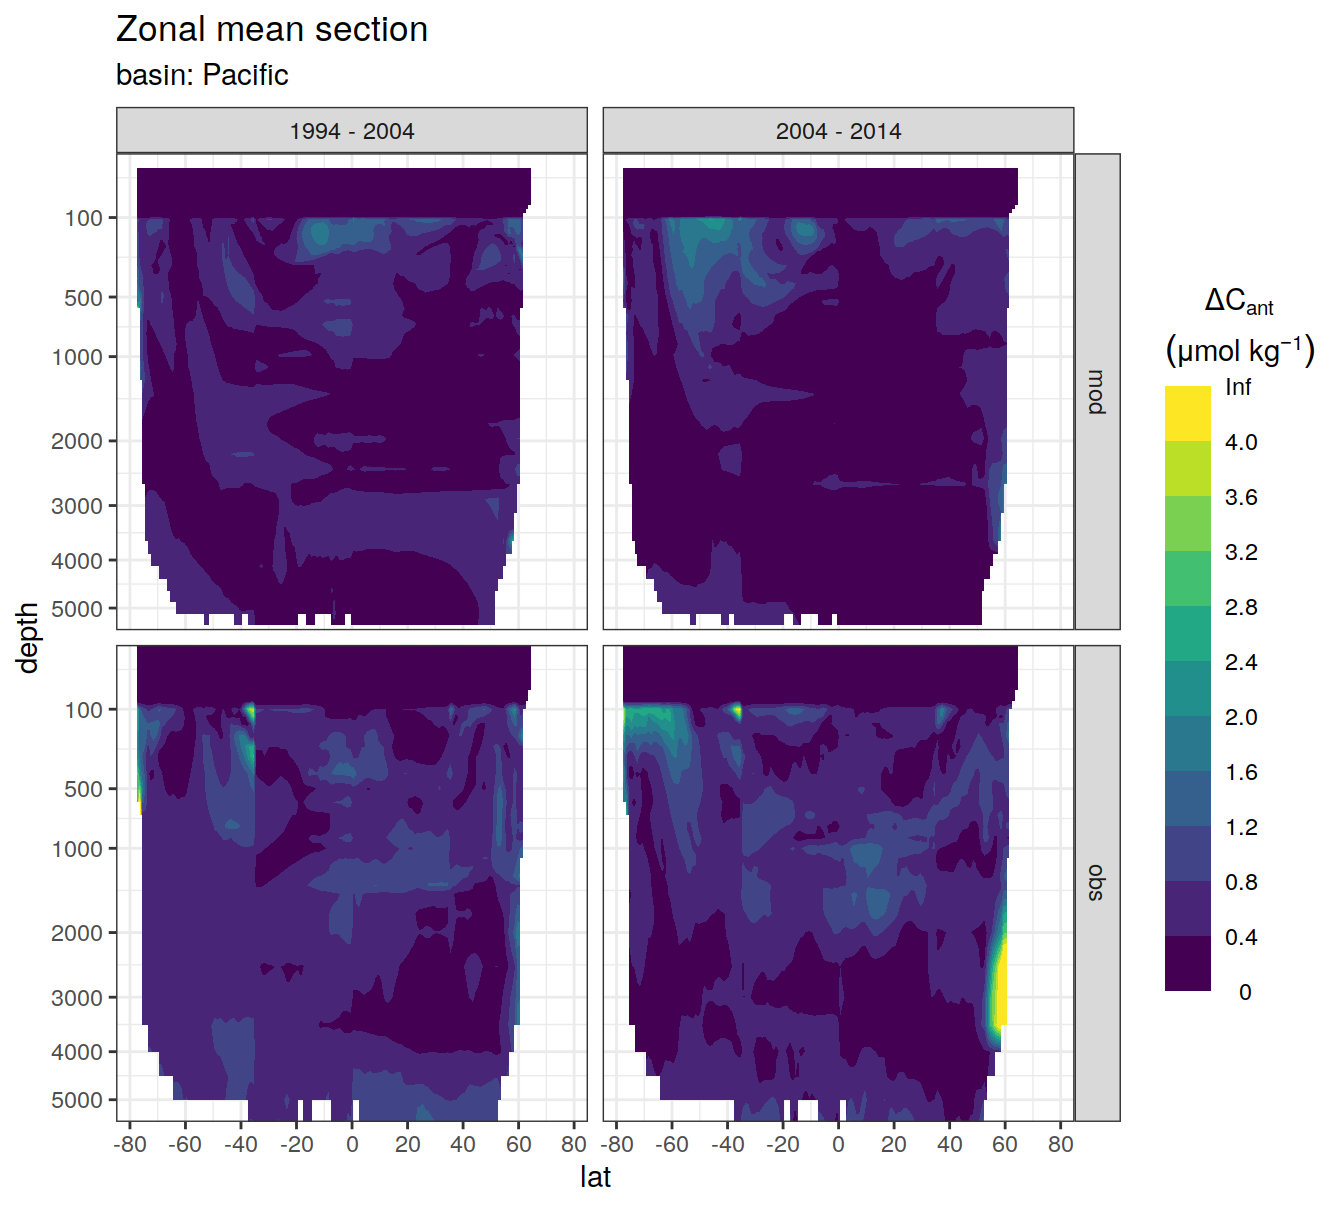 Zonal mean section
basin: Pacific
1994 - 2004
2004 - 2014
100
500
1000
2000
3000
4000
5000
mod
100
500
1000
2000
3000
4000
5000
obs
depth
-80 -60 -40 -20 0 20 40 60 80
-80 -60 -40 -20 0 20 40 60 80
lat
ΔCant
(μmol kg⁻¹)
Inf
4.0
3.6
3.2
2.8
2.4
2.0
1.6
1.2
0.8
0.4
0